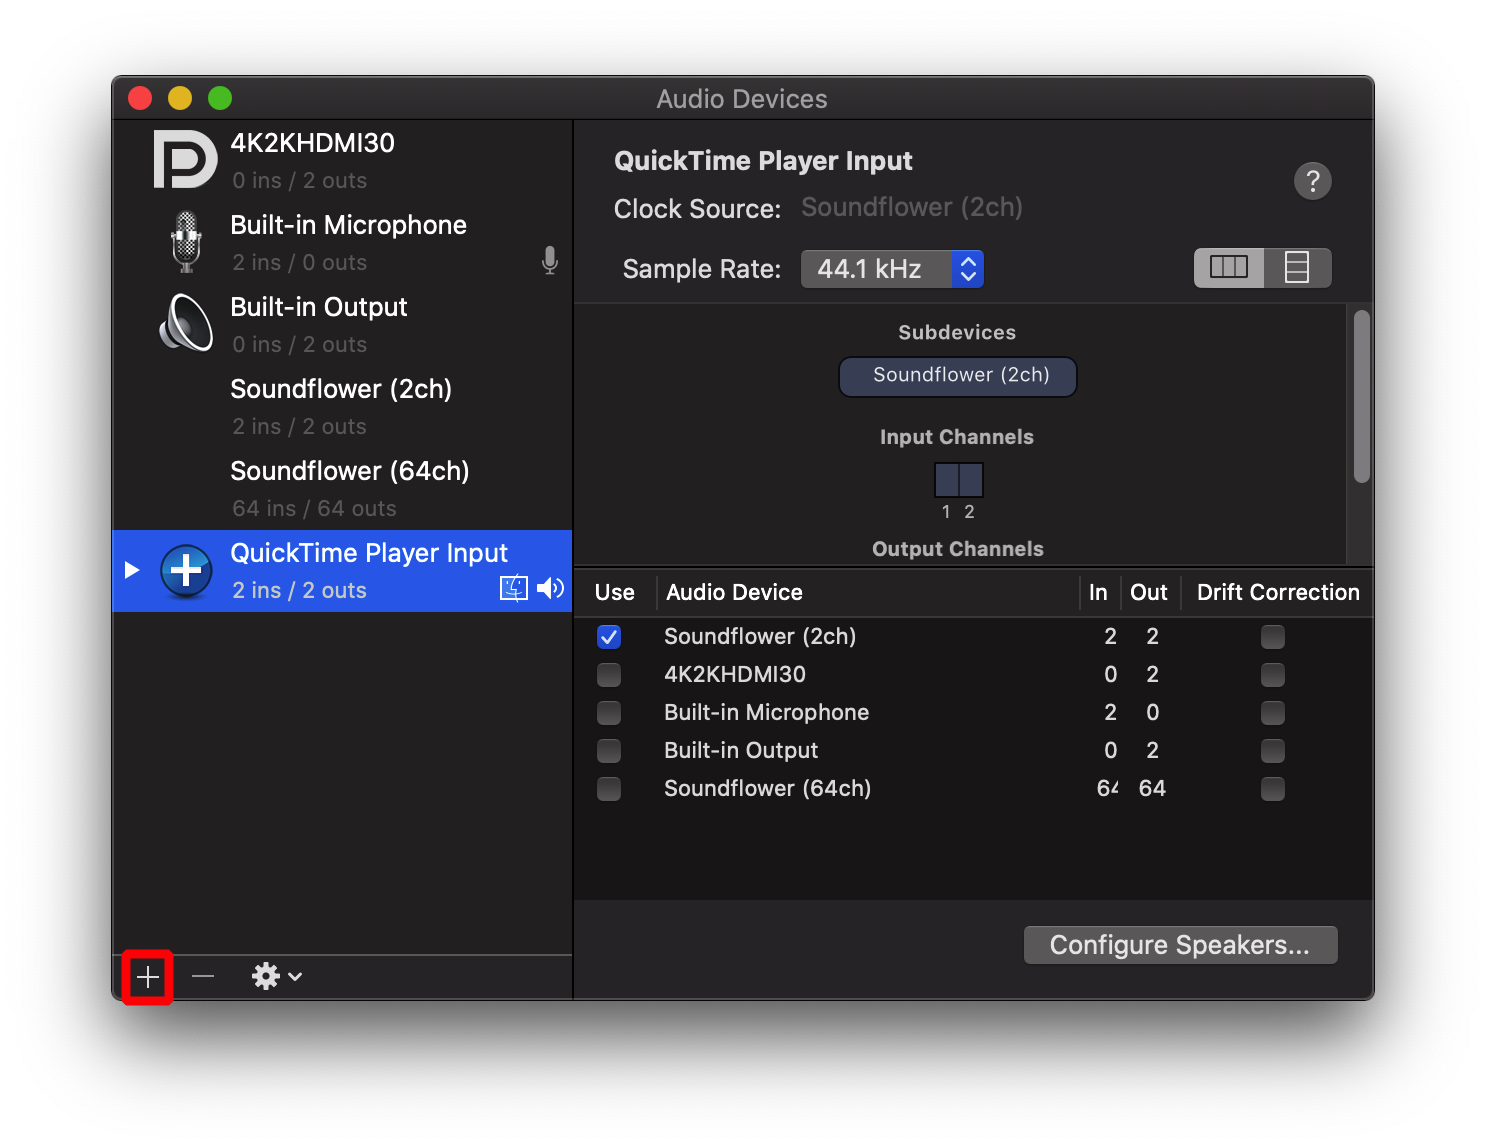 Audio Devices
4K2KHDMI30
0 ins / 2 outs
Built-in Microphone
2 ins / 0 outs
Built-in Output
0 ins / 2 outs
Soundflower (2ch)
2 ins / 2 outs
Soundflower (64ch)
64 ins / 64 outs
QuickTime Player Input
2 ins / 2 outs
QuickTime Player Input
?
Clock Source: Soundflower (2ch)
Sample Rate: 44.1 kHz
Subdevices
Soundflower (2ch)
Input Channels
1 2
Output Channels
Use Audio Device In Out Drift Correction
Soundflower (2ch) 2 2
4K2KHDMI30 0 2
Built-in Microphone 2 0
Built-in Output 0 2
Soundflower (64ch) 64 64
Configure Speakers...